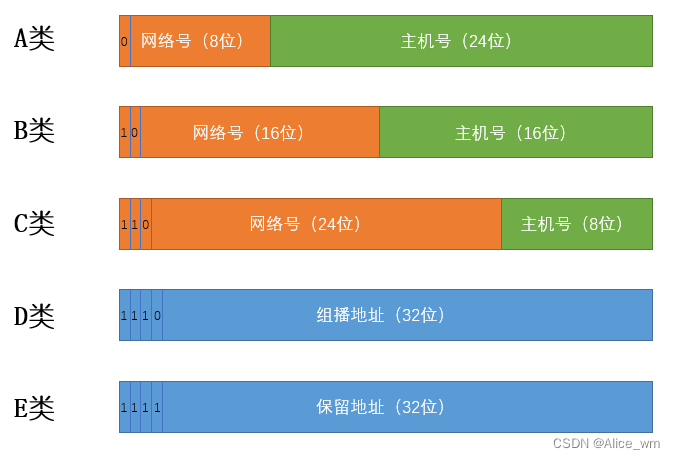 A类
0 网络号（8位） 主机号（24位）
B类
1 0 网络号（16位） 主机号（16位）
C类
1 1 0 网络号（24位） 主机号（8位）
D类
1 1 1 0 组播地址（32位）
E类
1 1 1 1 保留地址（32位）
CSDN @Alice_wm